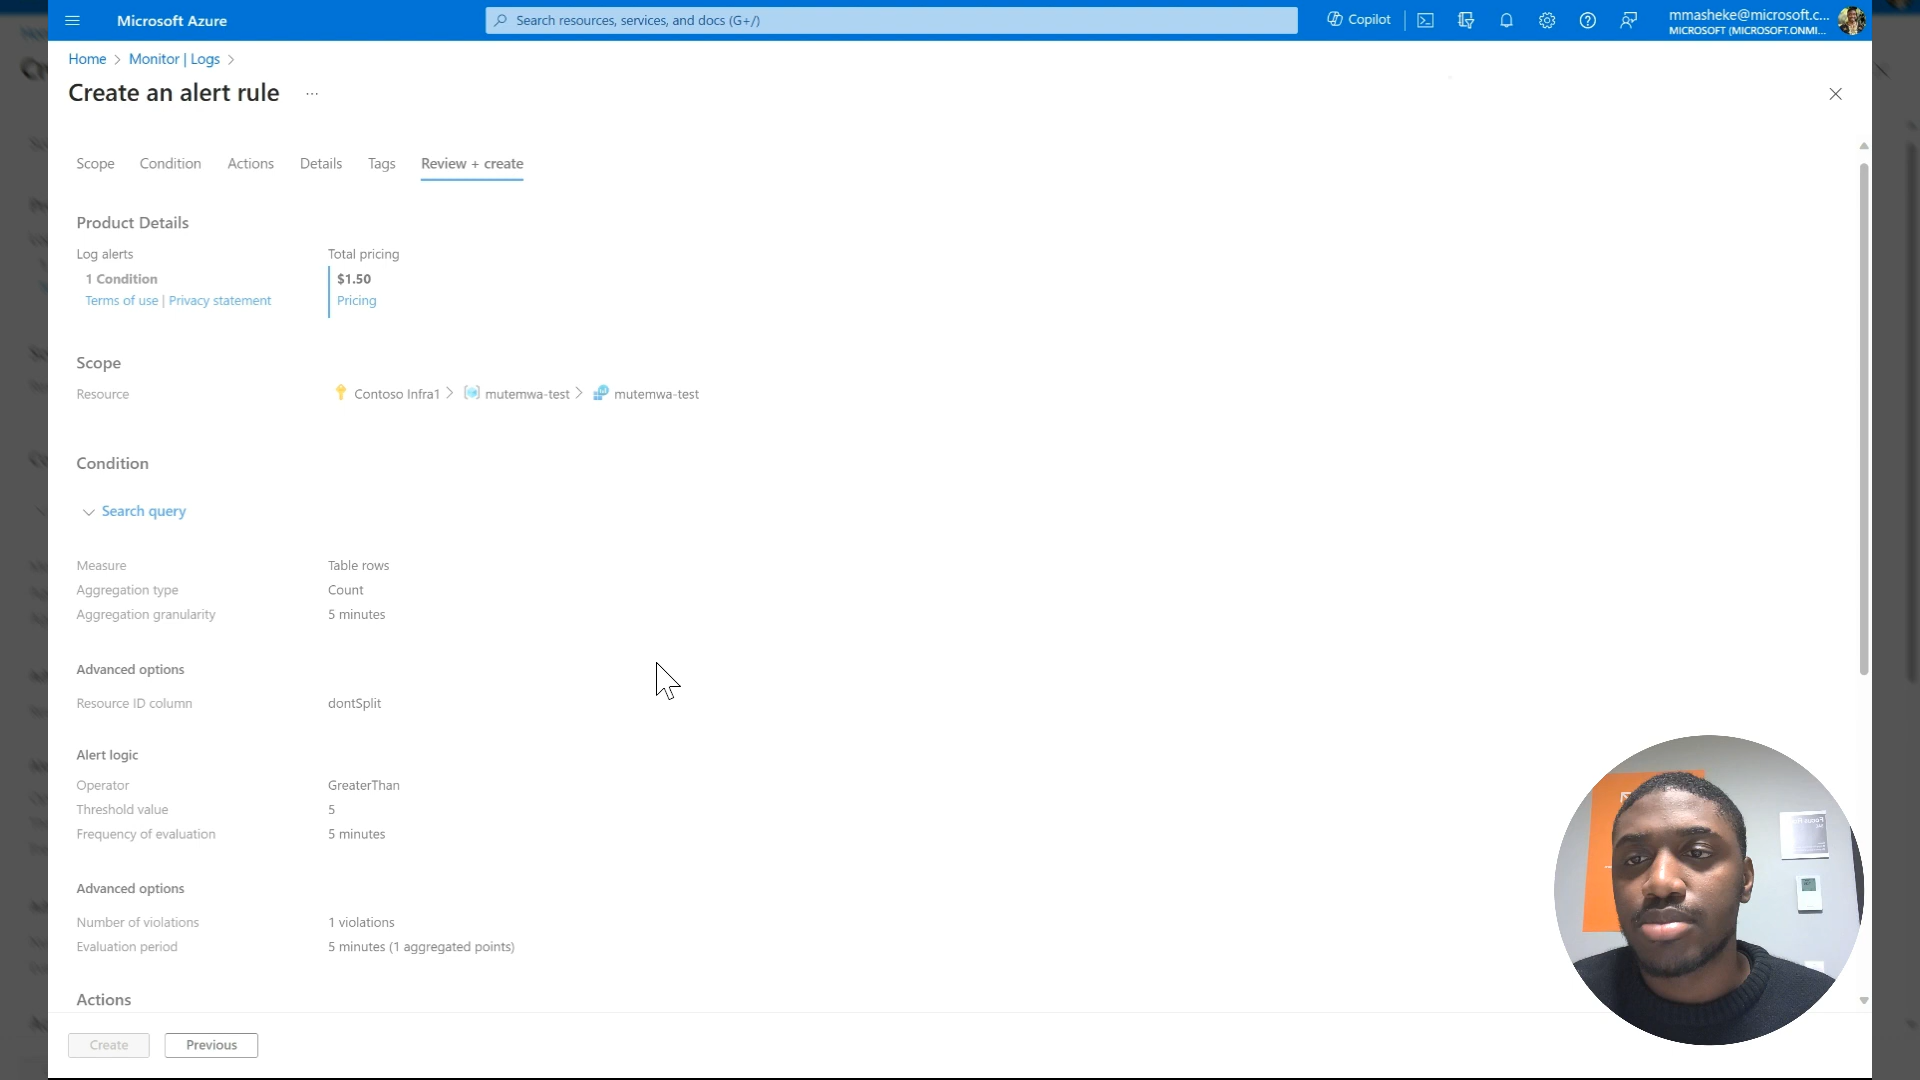 Microsoft Azure
Search resources, services, and docs (G+/)
Copilot
mmasheke@microsoft.c...
MICROSOFT (MICROSOFT.ONMI...
Home > Monitor | Logs >
Create an alert rule ...
Scope Condition Actions Details Tags Review + create
Product Details
Log alerts Total pricing
1 Condition $1.50
Terms of use | Privacy statement Pricing
Scope
Resource Contoso Infra1 > mutemwa-test > mutemwa-test
Condition
Search query
Measure Table rows
Aggregation type Count
Aggregation granularity 5 minutes
Advanced options
Resource ID column dontSplit
Alert logic
Operator GreaterThan
Threshold value 5
Frequency of evaluation 5 minutes
Advanced options
Number of violations 1 violations
Evaluation period 5 minutes (1 aggregated points)
Actions
Create Previous